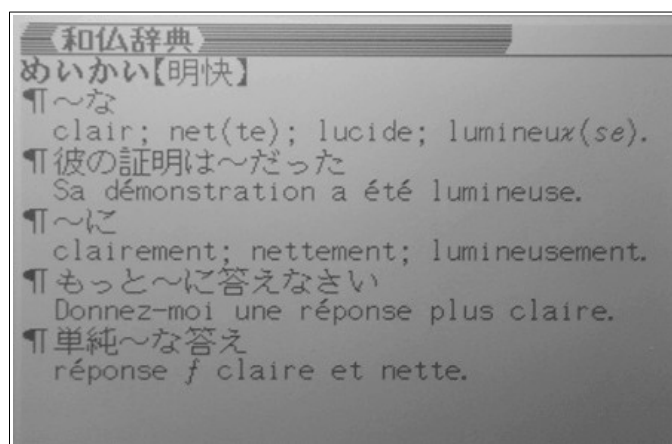 和仏辞典
めいかい【明快】
¶～な
clair; net(te); lucide; lumineux(se).
¶彼の証明は～だった
Sa démonstration a été lumineuse.
¶～に
clairement; nettement; lumineusement.
¶もっと～に答えなさい
Donnez-moi une réponse plus claire.
¶単純～な答え
réponse f claire et nette.